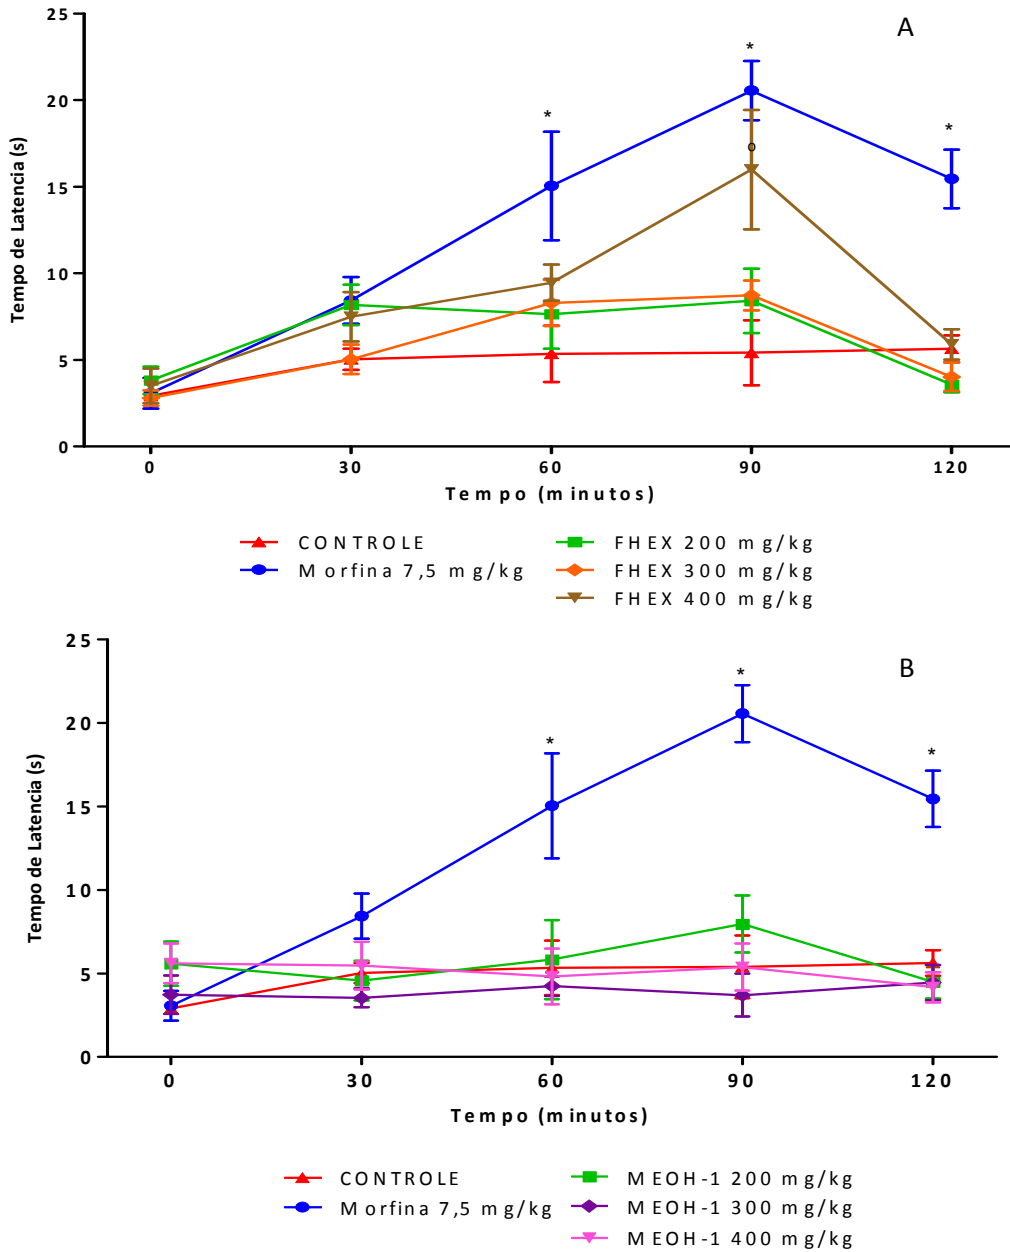 A
25
*
*
*
20
15
o
10
5
0
Tempo de Latencia (s)
0 30 60 90 120
Tempo (minutos)
CONTROLE
Morfina 7,5 mg/kg
FHEX 200 mg/kg
FHEX 300 mg/kg
FHEX 400 mg/kg
B
25
*
*
*
20
15
10
5
0
Tempo de Latencia (s)
0 30 60 90 120
Tempo (minutos)
CONTROLE
Morfina 7,5 mg/kg
MEOH-1 200 mg/kg
MEOH-1 300 mg/kg
MEOH-1 400 mg/kg